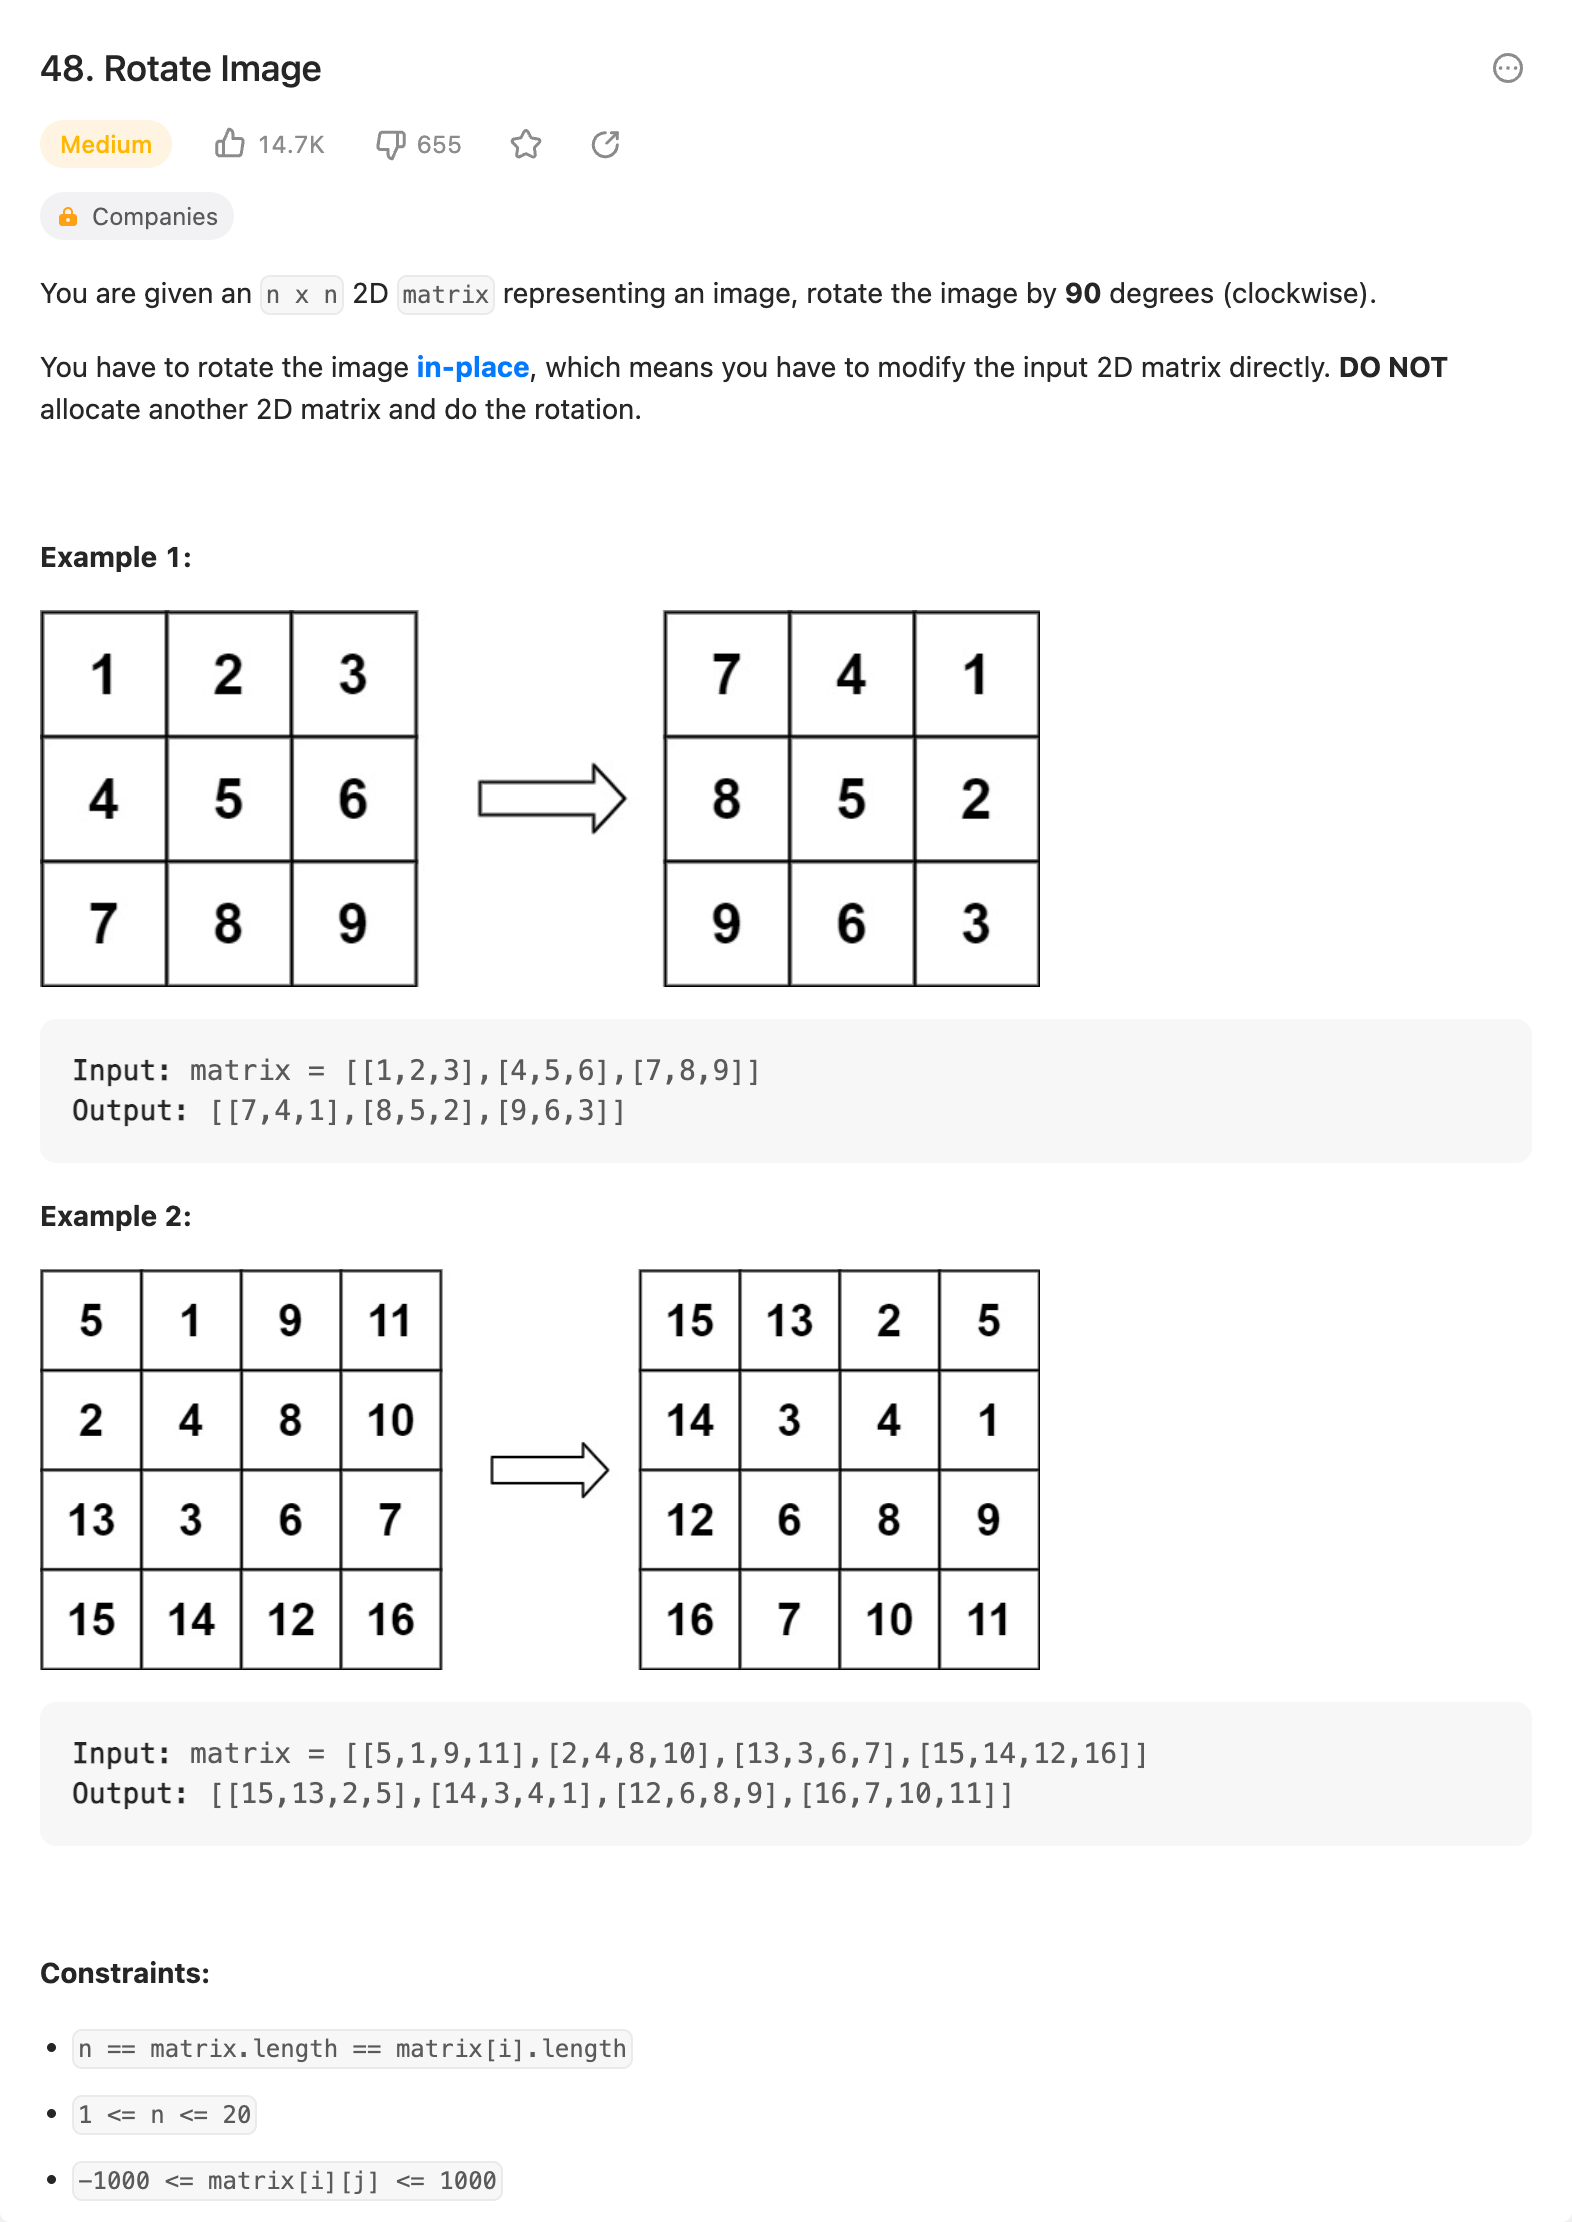 48. Rotate Image
Medium 14.7K 655
Companies
You are given an n x n 2D matrix representing an image, rotate the image by 90 degrees (clockwise).
You have to rotate the image in-place, which means you have to modify the input 2D matrix directly. DO NOT
allocate another 2D matrix and do the rotation.
Example 1:
1 2 3 7 4 1
4 5 6 8 5 2
7 8 9 9 6 3
Input: matrix = [[1,2,3],[4,5,6],[7,8,9]]
Output: [[7,4,1],[8,5,2],[9,6,3]]
Example 2:
5 1 9 11 15 13 2 5
2 4 8 10 14 3 4 1
13 3 6 7 12 6 8 9
15 14 12 16 16 7 10 11
Input: matrix = [[5,1,9,11],[2,4,8,10],[13,3,6,7],[15,14,12,16]]
Output: [[15,13,2,5],[14,3,4,1],[12,6,8,9],[16,7,10,11]]
Constraints:
• n == matrix.length == matrix[i].length
• 1 <= n <= 20
• -1000 <= matrix[i][j] <= 1000